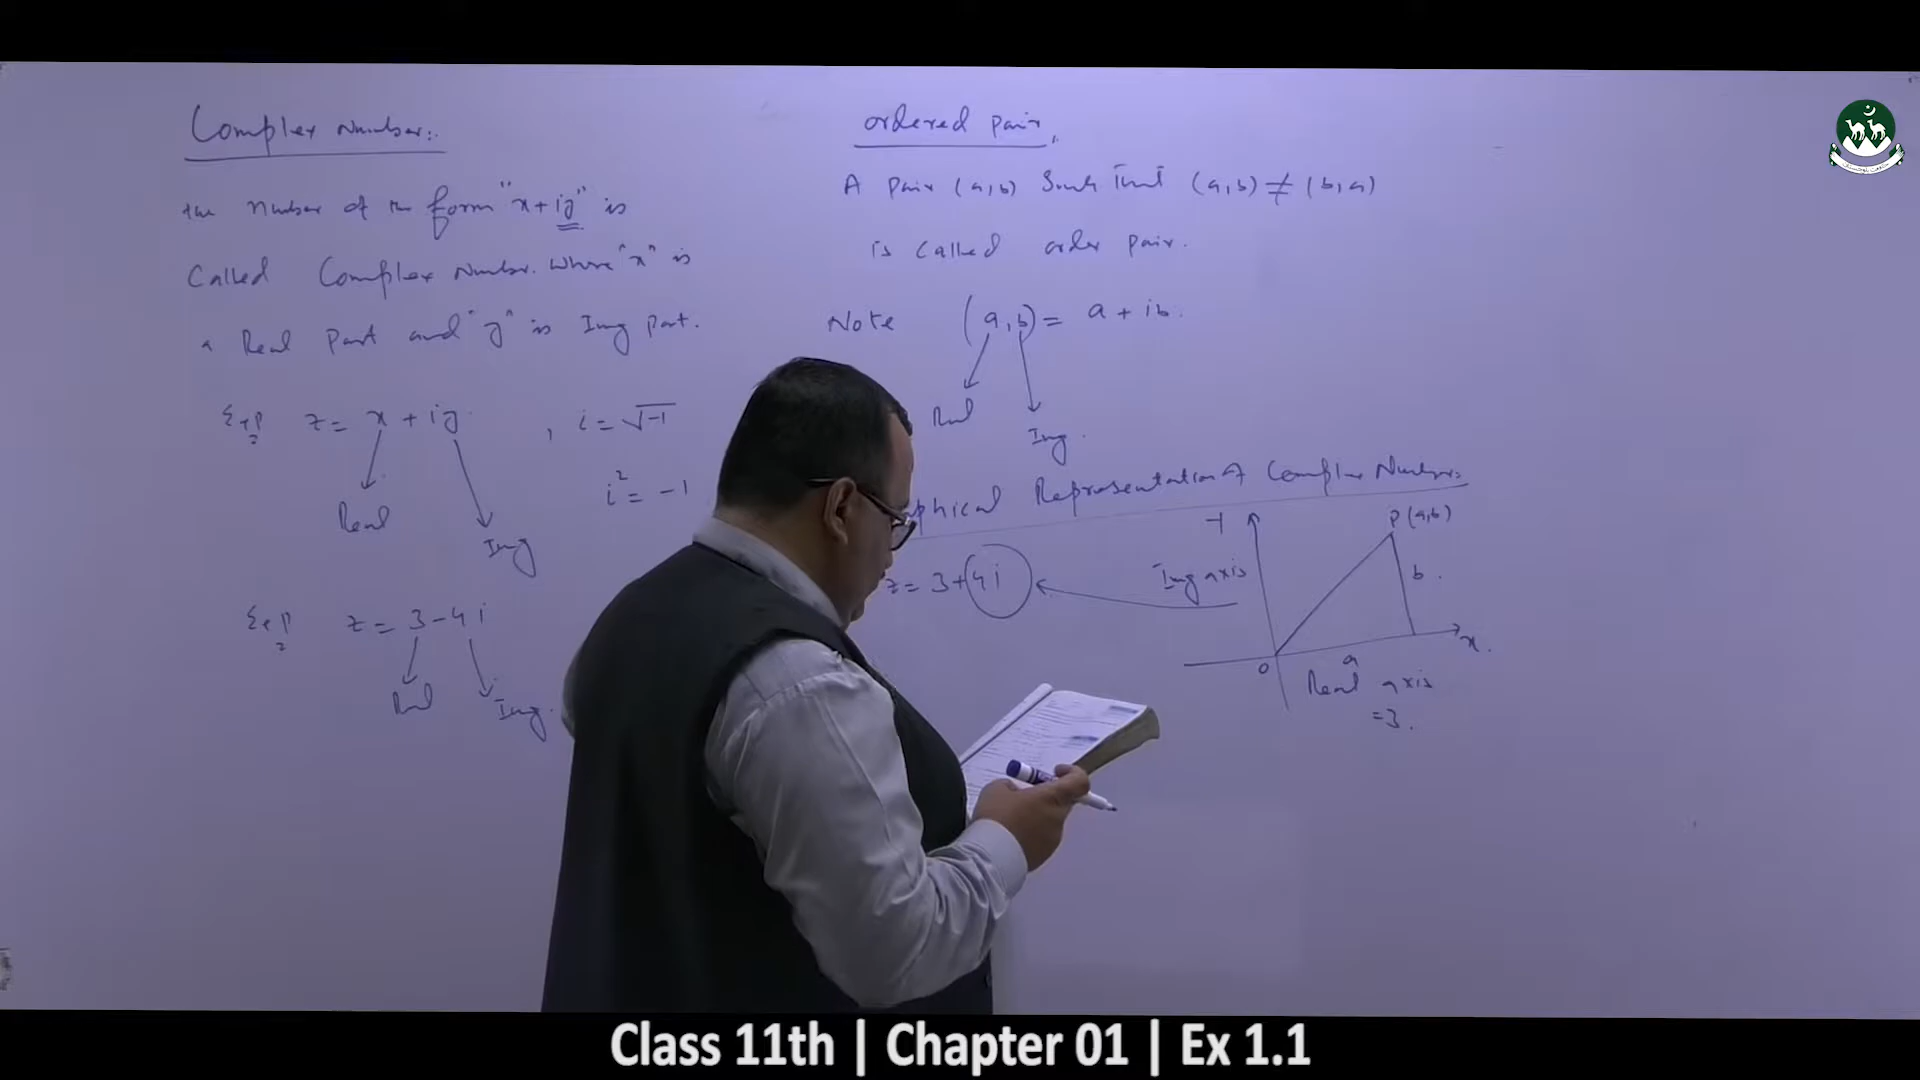 Complex Number:
the Number of the form "x+iy" is
Called Complex Number. Where "x" is
a Real Part and "y" is Img part.
Exp z = x + iy , i = √-1
Real
Img
i² = -1
Exp z = 3-4i
Real
Img.
ordered pair.
A pair (a,b) Such that (a,b) ≠ (b,a)
is called order pair.
Note (a,b) = a + ib.
Real
Img.
phical Representation of Complex Number:
z = 3+4i
Img axis
P(a,b)
b.
x.
o
a
Real axis
=3.
Class 11th | Chapter 01 | Ex 1.1